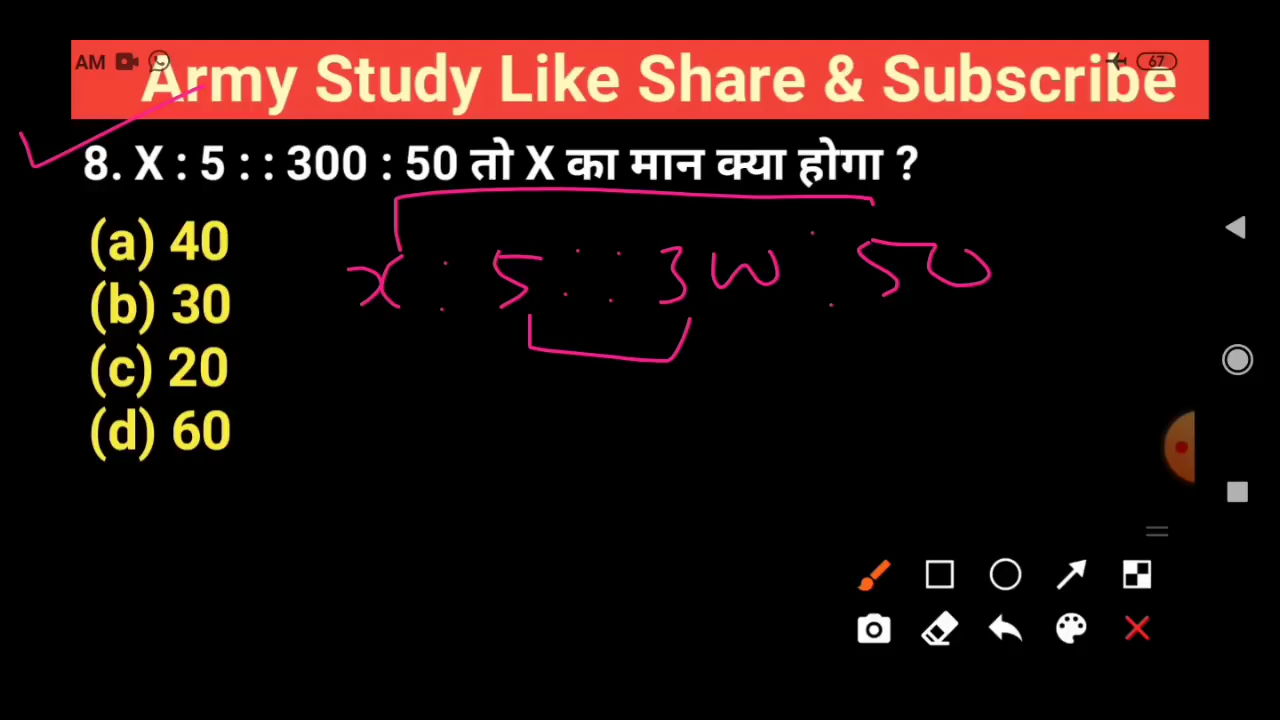 AM 67
Army Study Like Share & Subscribe
8. X : 5 : : 300 : 50 तो X का मान क्या होगा ?
(a) 40
(b) 30
(c) 20
(d) 60
x : 5 : : 300 : 50